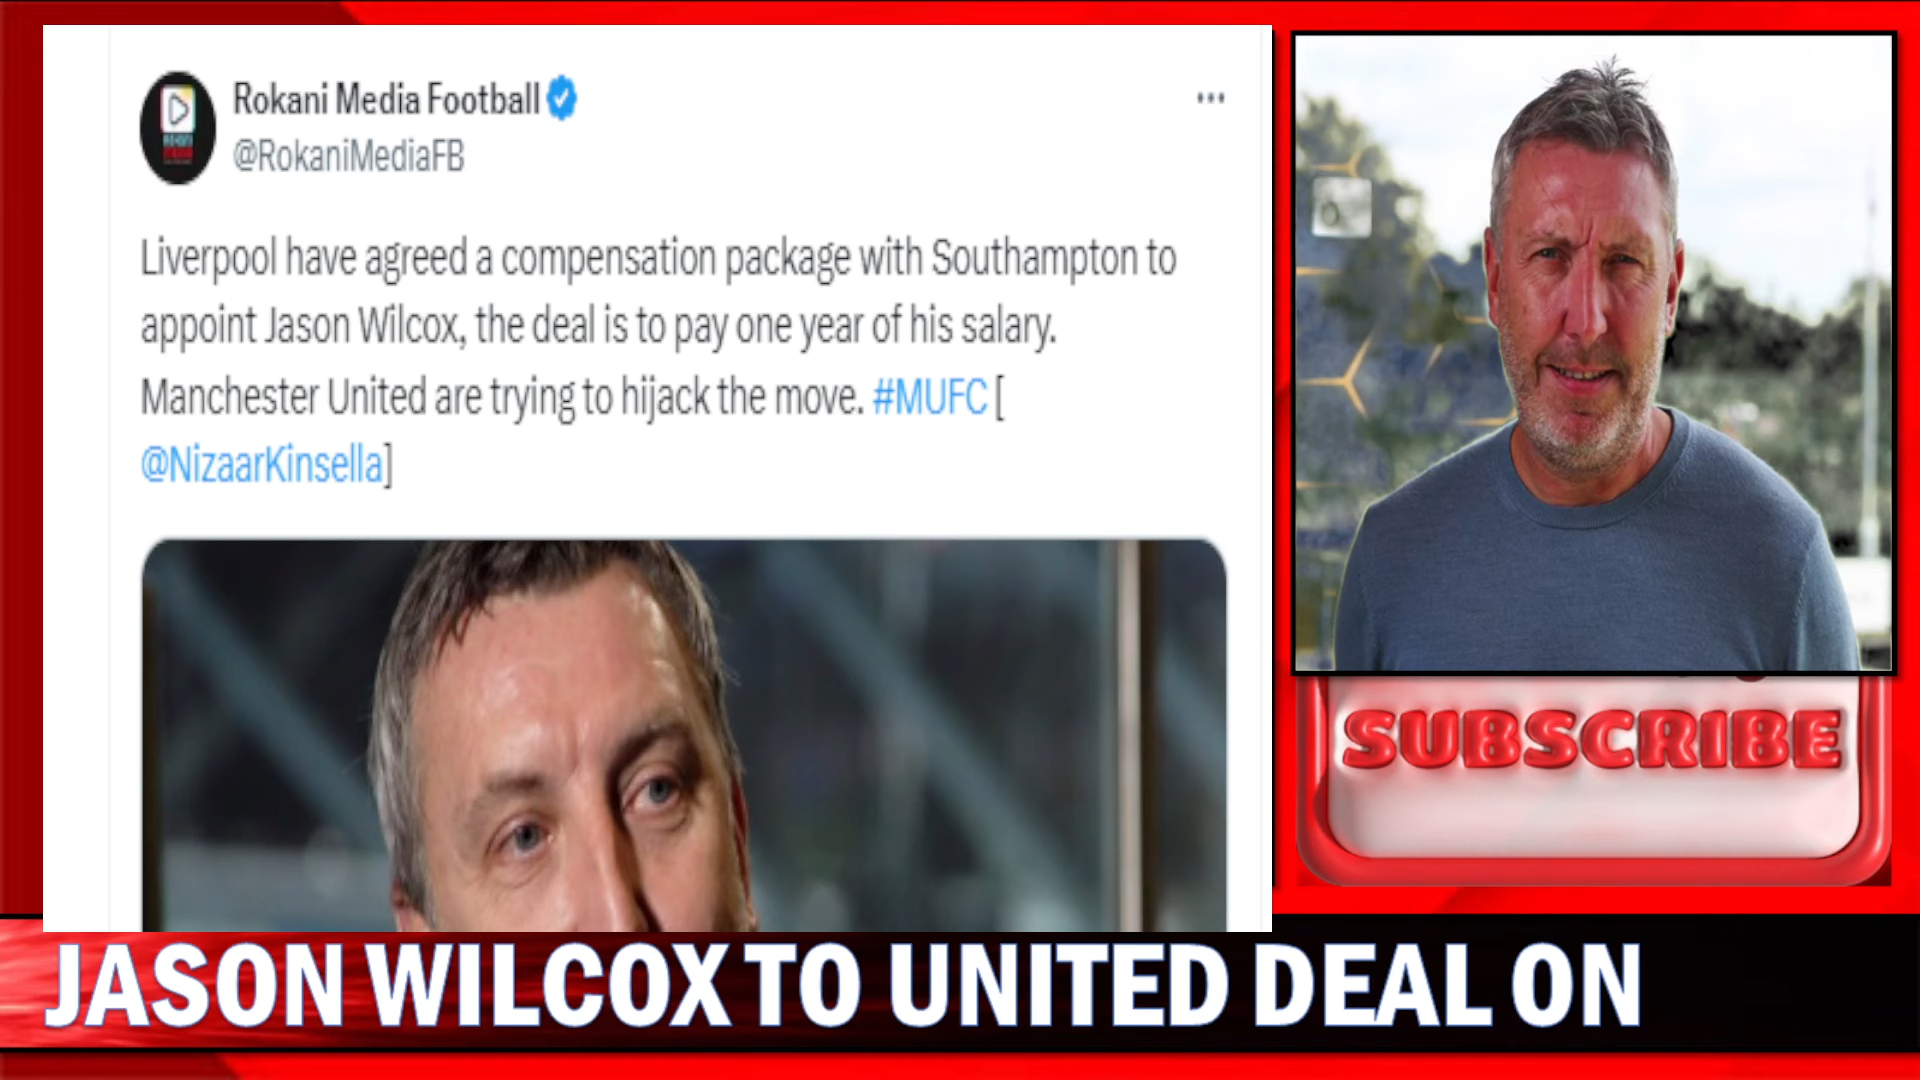 Rokani Media Football
@RokaniMediaFB
Liverpool have agreed a compensation package with Southampton to
appoint Jason Wilcox, the deal is to pay one year of his salary.
Manchester United are trying to hijack the move. #MUFC [
@NizaarKinsella]
SUBSCRIBE
JASON WILCOX TO UNITED DEAL ON